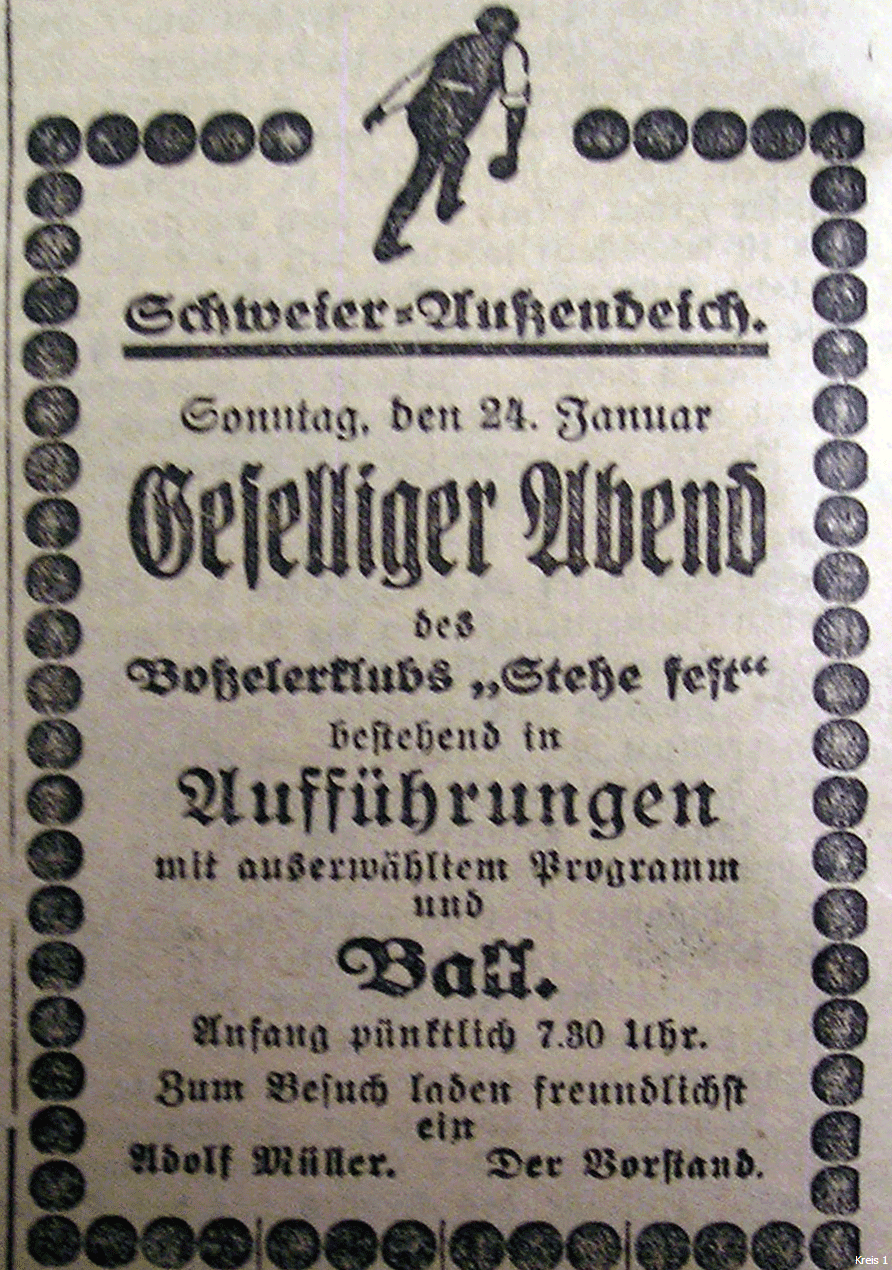 Schweier-Außendeich.
Sonntag, den 24. Januar
Geselliger Abend
des
Boßelerklubs „Stehe fest“
bestehend in
Aufführungen
mit auserwähltem Programm
und
Ball.
Anfang pünktlich 7.30 Uhr.
Zum Besuch laden freundlichst
ein
Adolf Müller. Der Vorstand.
Kreis 1